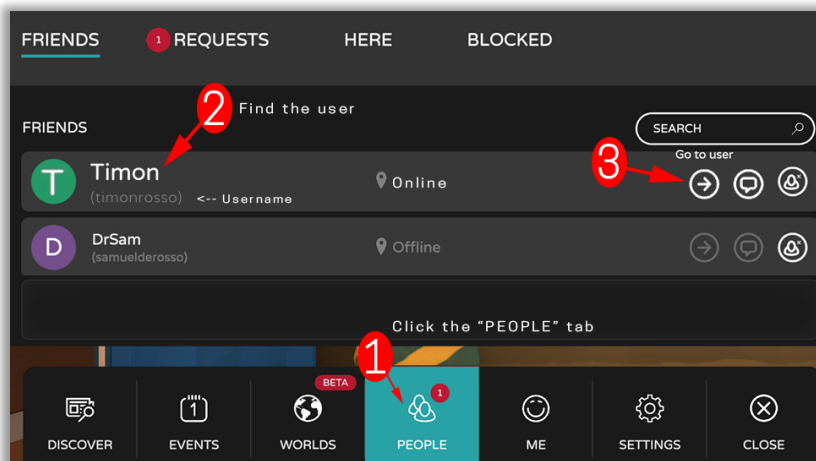 FRIENDS 1 REQUESTS HERE BLOCKED
2 Find the user
FRIENDS
SEARCH
Go to user
3
T Timon
(timonrosso) <-- Username
Online
D DrSam
(samuelderosso)
Offline
Click the “PEOPLE” tab
1
BETA
1
1
DISCOVER EVENTS WORLDS PEOPLE ME SETTINGS CLOSE